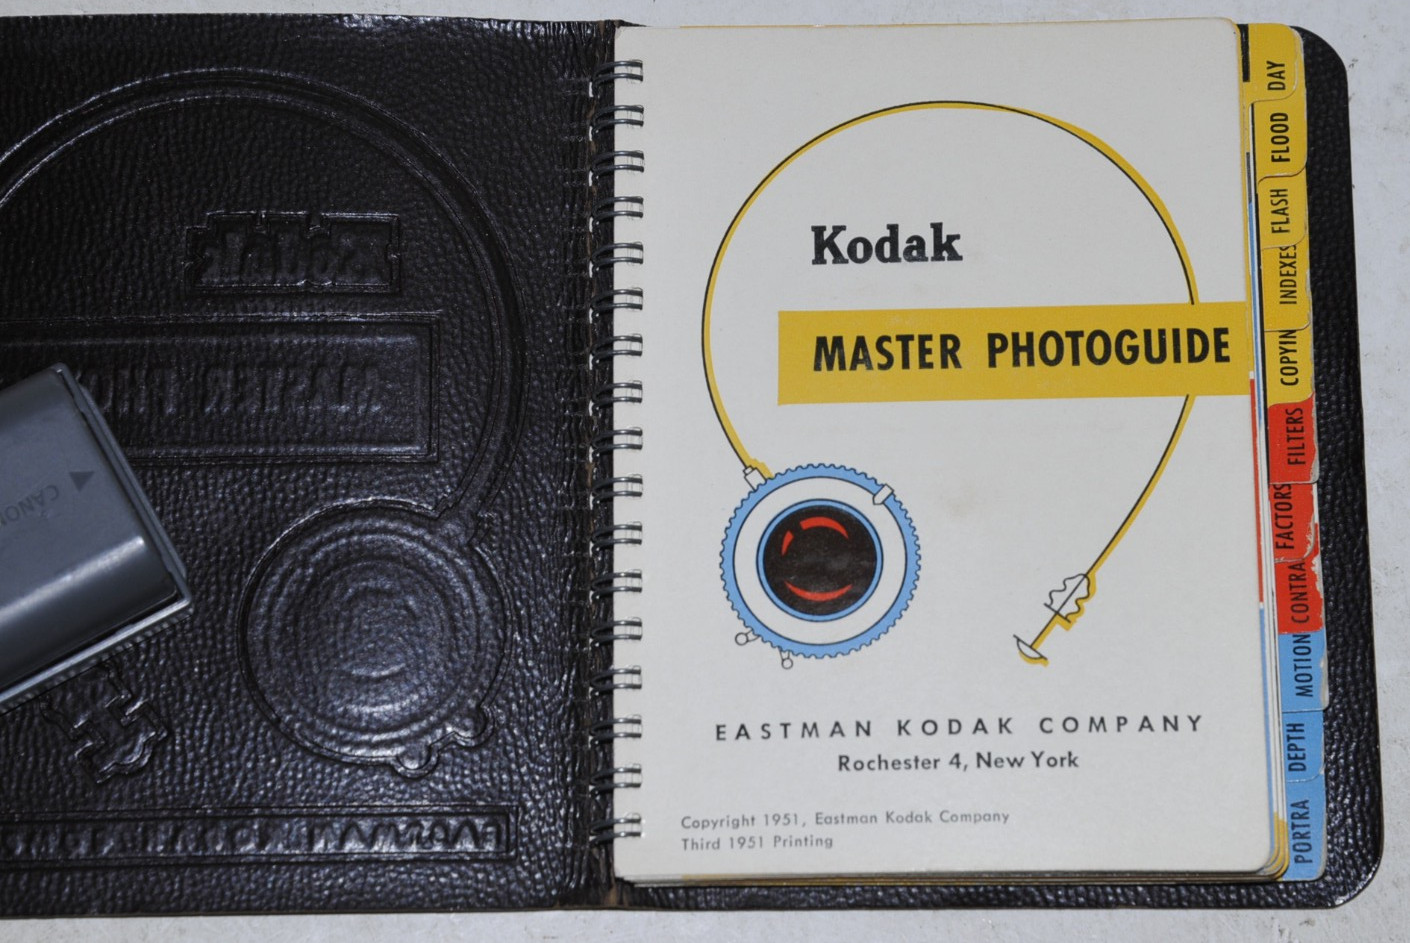 Kodak
MASTER PHOTOGUIDE
EASTMAN KODAK COMPANY
Rochester 4, New York
Copyright 1951, Eastman Kodak Company
Third 1951 Printing
DAY
FLOOD
FLASH
INDEXES
COPYIN
FILTERS
FACTORS
CONTRA
MOTION
DEPTH
PORTRA